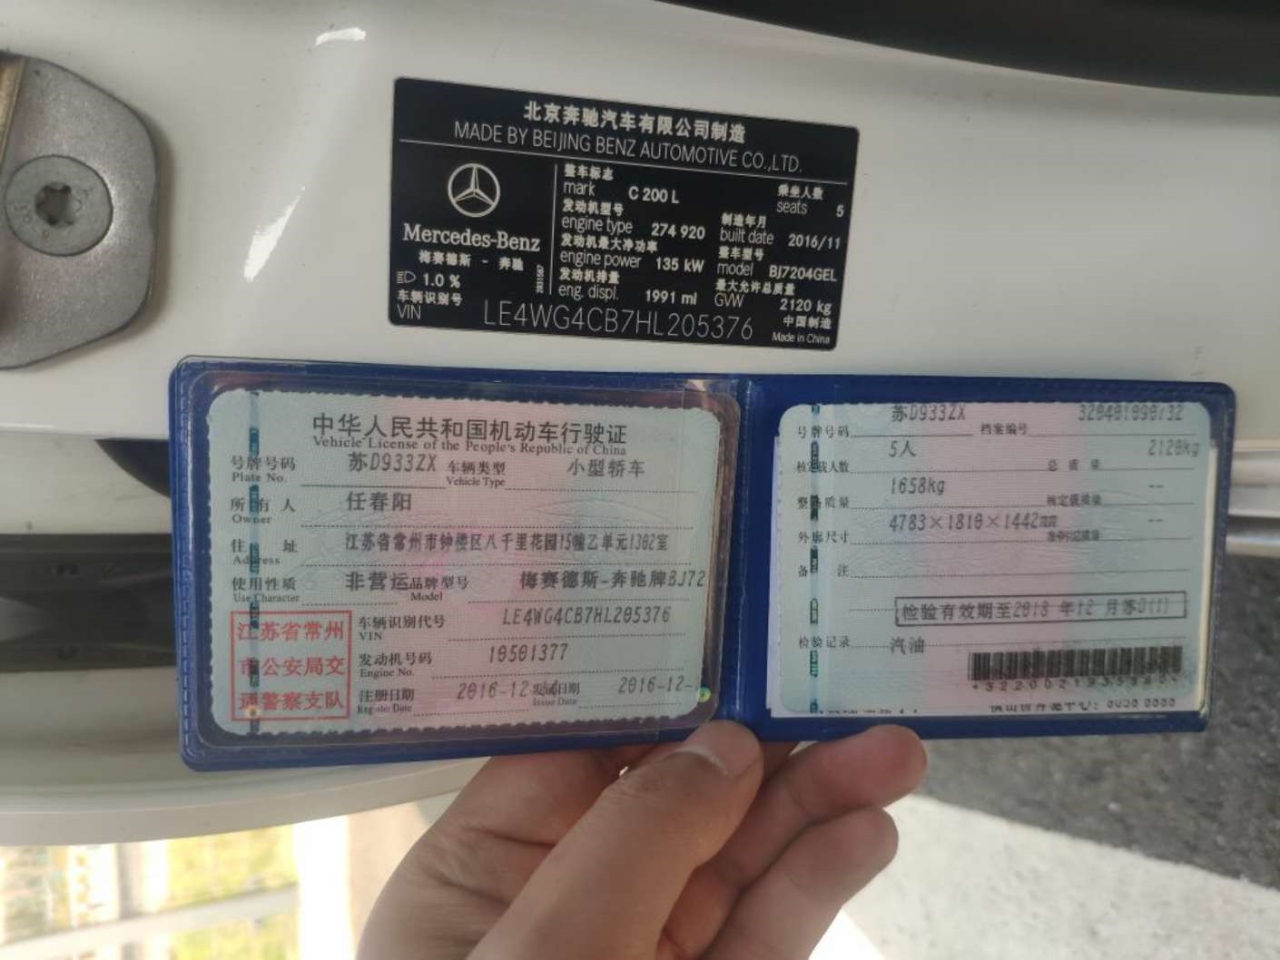 北京奔驰汽车有限公司制造
MADE BY BEIJING BENZ AUTOMOTIVE CO.,LTD.
Mercedes-Benz
梅赛德斯 - 奔驰
1.0 %
整车标志
mark C 200 L
乘坐人数
seats 5
发动机型号
engine type 274 920
制造年月
built date 2016/11
发动机最大净功率
engine power 135 kW
整车型号
model BJ7204GEL
发动机排量
eng. displ. 1991 ml
最大允许总质量
GVW 2120 kg
车辆识别号
VIN LE4WG4CB7HL205376
中国制造
Made in China
中华人民共和国机动车行驶证
Vehicle License of the People's Republic of China
号牌号码 苏D933ZX 车辆类型 小型轿车
Plate No. Vehicle Type
所有人 任春阳
Owner
住址 江苏省常州市钟楼区八千里花园15幢乙单元1302室
Address
使用性质 非营运 品牌型号 梅赛德斯-奔驰牌BJ72
Use Character Model
江苏省常州
市公安局交
通警察支队
车辆识别代号 LE4WG4CB7HL205376
VIN
发动机号码 10501377
Engine No.
注册日期 2016-12- 发证日期 2016-12-
Register Date Issue Date
号牌号码 苏D933ZX 档案编号
核定载人数 5人 总质量 2120kg
整备质量 1658kg 核定载质量 --
外廓尺寸 4783×1810×1442 --
备注
检验有效期至2018 年12 月苏D(1)
检验记录 汽油